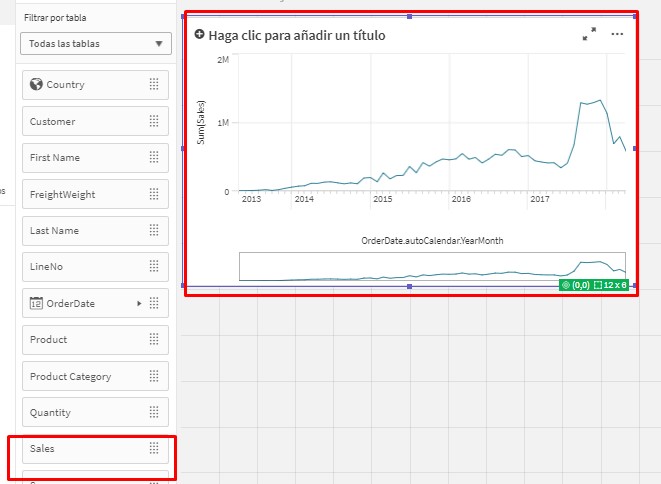 Filtrar por tabla
Todas las tablas
Country
Customer
First Name
FreightWeight
Last Name
LineNo
12 OrderDate
Product
Product Category
Quantity
Sales
Haga clic para añadir un título
2M
1M
0
Sum(Sales)
2013 2014 2015 2016 2017
OrderDate.autoCalendar.YearMonth
(0,0) 12 x 6